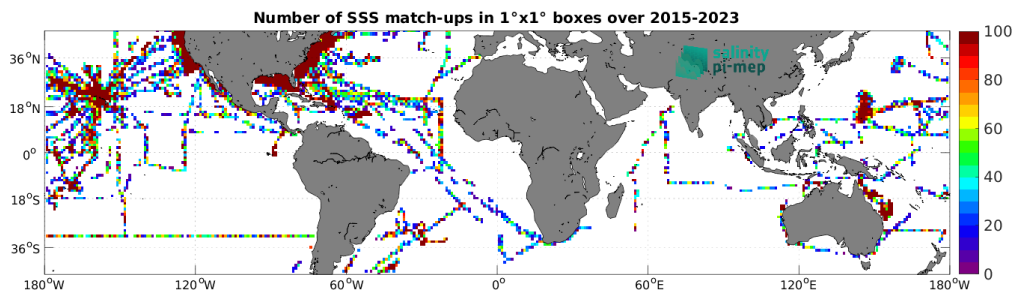 Number of SSS match-ups in 1°x1° boxes over 2015-2023
36°N
18°N
0°
18°S
36°S
180°W
120°W
60°W
0°
60°E
120°E
180°W
salinity
pi-mep
100
80
60
40
20
0